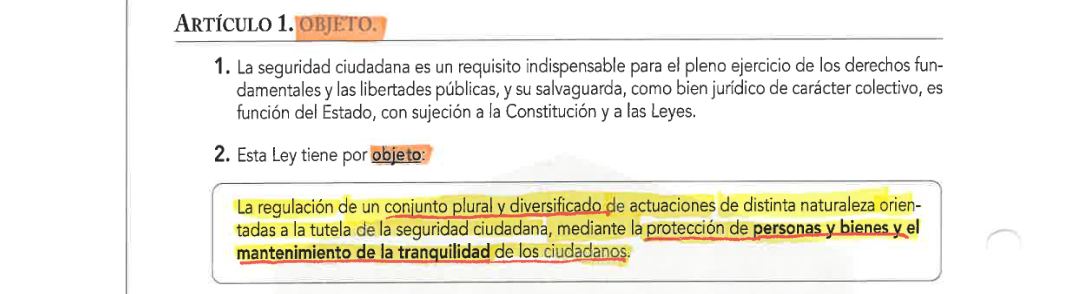 ARTÍCULO 1. OBJETO.
1. La seguridad ciudadana es un requisito indispensable para el pleno ejercicio de los derechos fun-
damentales y las libertades públicas, y su salvaguarda, como bien jurídico de carácter colectivo, es
función del Estado, con sujeción a la Constitución y a las Leyes.
2. Esta Ley tiene por objeto:
La regulación de un conjunto plural y diversificado de actuaciones de distinta naturaleza orien-
tadas a la tutela de la seguridad ciudadana, mediante la protección de personas y bienes y el
mantenimiento de la tranquilidad de los ciudadanos.